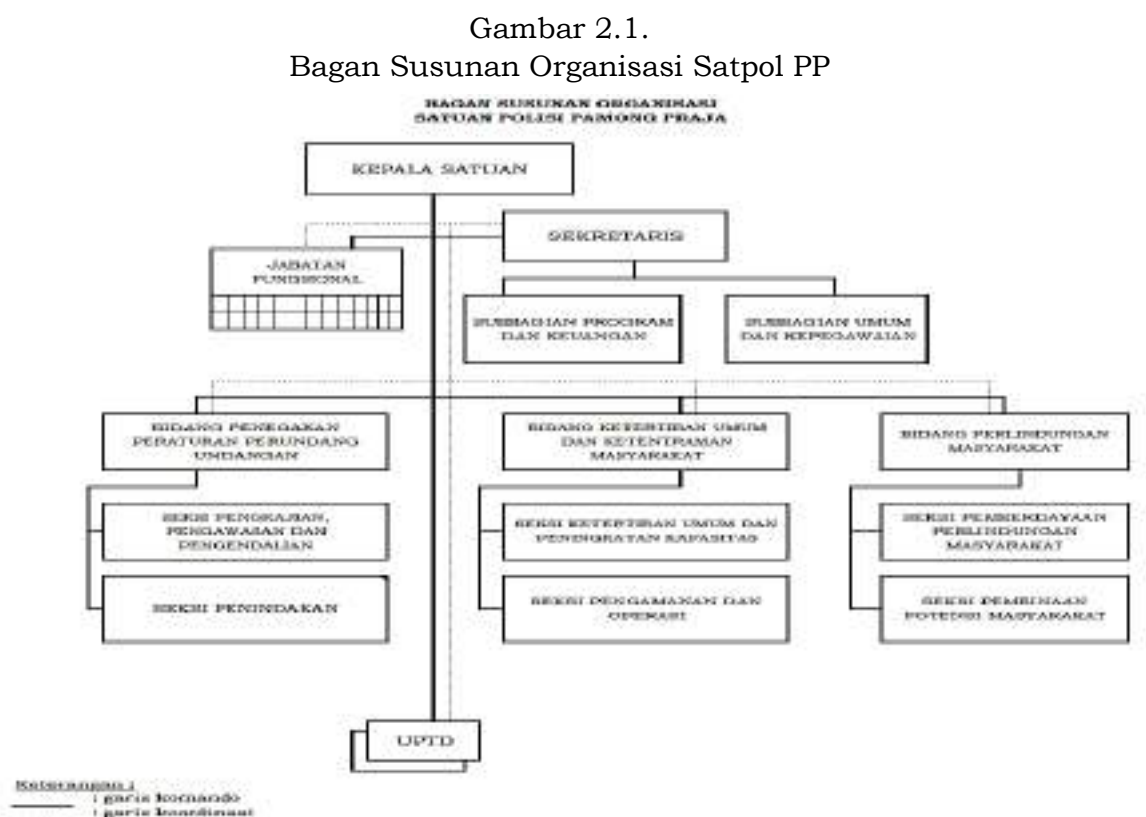 Gambar 2.1.
Bagan Susunan Organisasi Satpol PP
BAGAN SUSUNAN ORGANISASI
SATUAN POLISI PAMONG PRAJA
KEPALA SATUAN
SEKRETARIS
JABATAN
FUNGSIONAL
SUBBAGIAN PROGRAM
DAN KEUANGAN
SUBBAGIAN UMUM
DAN KEPEGAWAIAN
BIDANG PENEGAKAN
PERATURAN PERUNDANG
UNDANGAN
BIDANG KETERTIBAN UMUM
DAN KETENTRAMAN
MASYARAKAT
BIDANG PERLINDUNGAN
MASYARAKAT
SEKSI PENGKAJIAN,
PENGAWASAN DAN
PENGENDALIAN
SEKSI KETERTIBAN UMUM DAN
PENINGKATAN KAPASITAS
SEKSI PEMBERDAYAAN
PERLINDUNGAN
MASYARAKAT
SEKSI PENINDAKAN
SEKSI PENGAMANAN DAN
OPERASI
SEKSI PEMBINAAN
POTENSI MASYARAKAT
UPTD
Keterangan :
: garis komando
: garis koordinasi